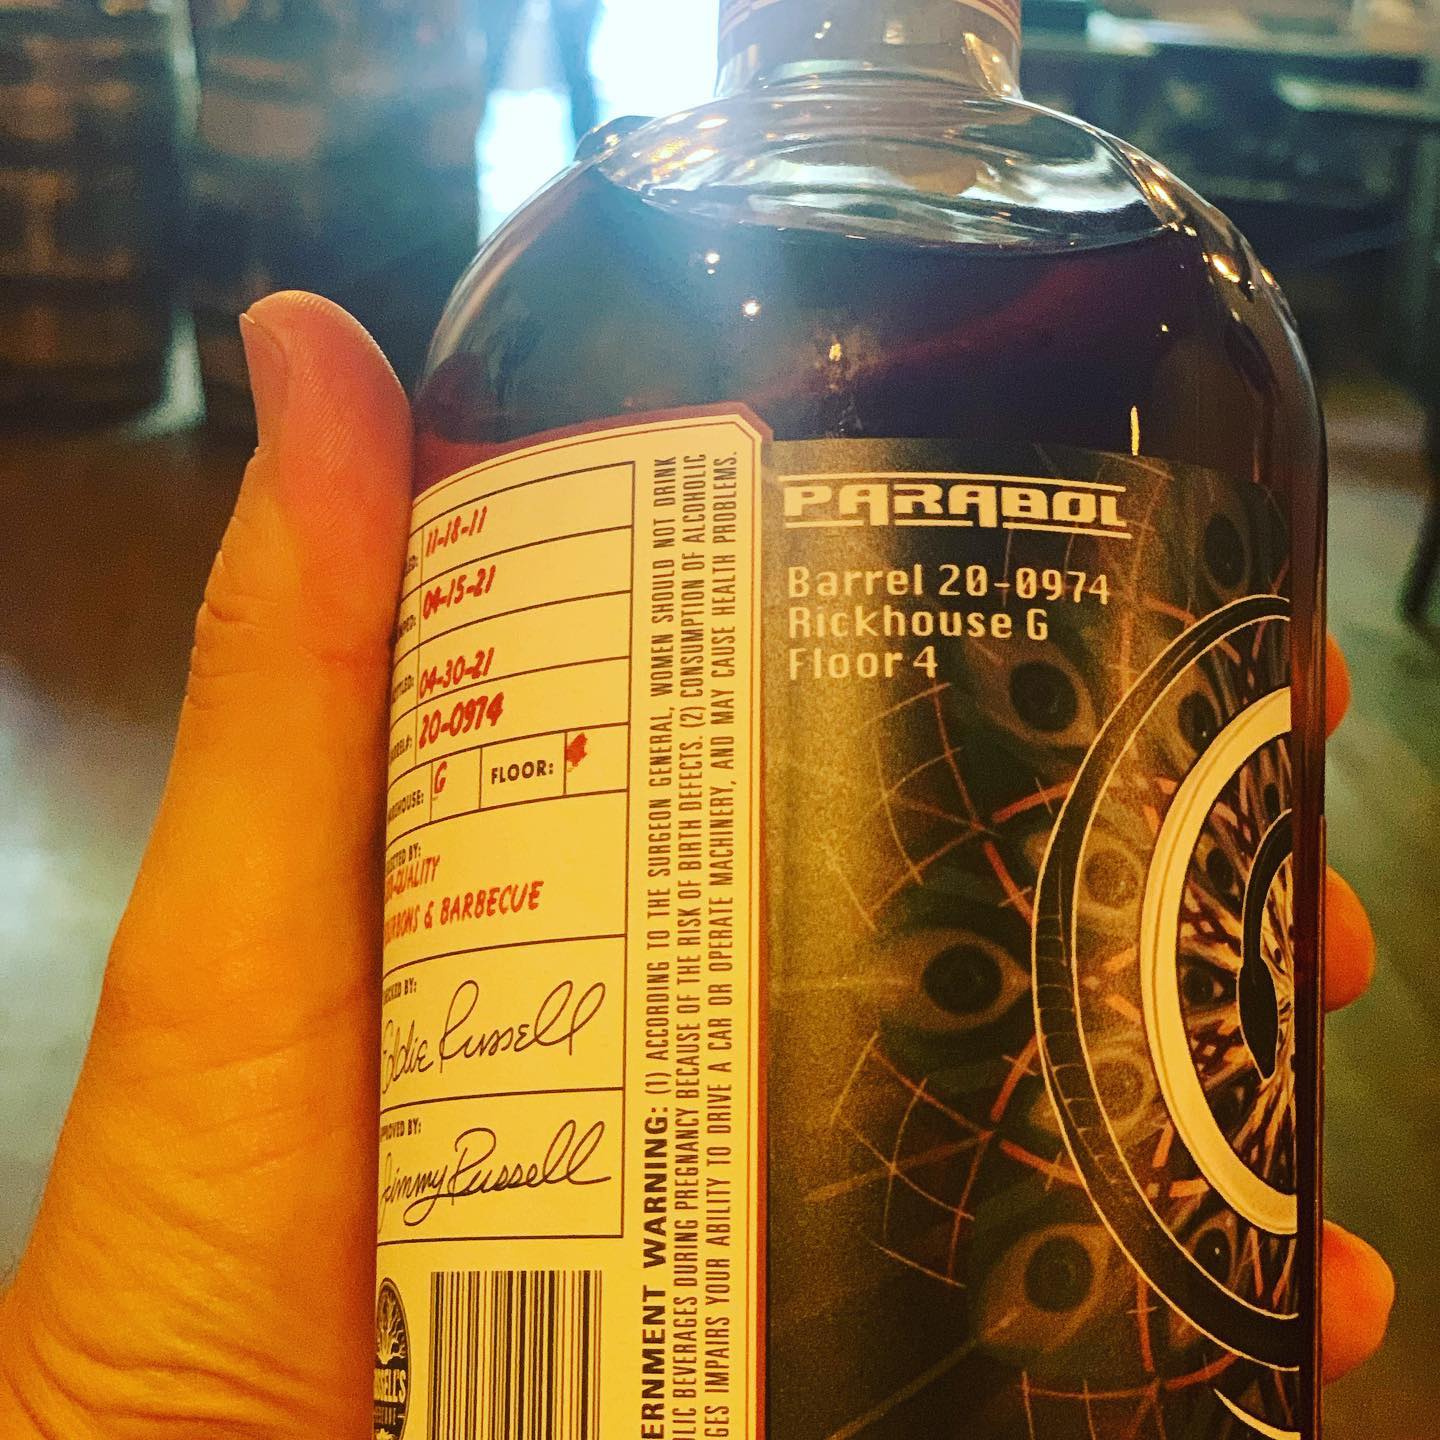 11-18-11
04-15-21
04-30-21
20-0974
G FLOOR:
BY:
& BARBECUE
BY:
Eddie Russell
BY:
Jimmy Russell
WARNING: (1) ACCORDING TO THE SURGEON GENERAL, WOMEN SHOULD NOT DRINK
BEVERAGES DURING PREGNANCY BECAUSE OF THE RISK OF BIRTH DEFECTS. (2) CONSUMPTION OF ALCOHOLIC
IMPAIRS YOUR ABILITY TO DRIVE A CAR OR OPERATE MACHINERY, AND MAY CAUSE HEALTH PROBLEMS.
PARABOL
Barrel 20-0974
Rickhouse G
Floor 4